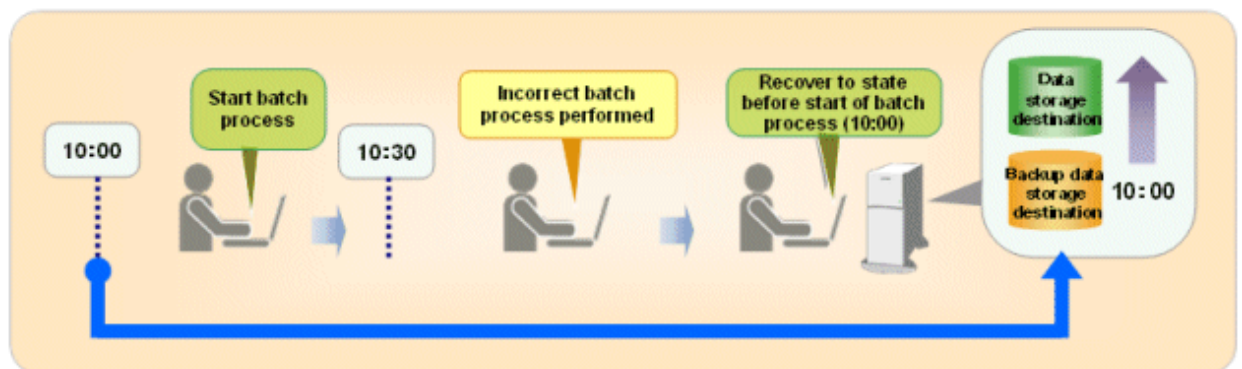 10:00
Start batch
process
10:30
Incorrect batch
process performed
Recover to state
before start of batch
process (10:00)
Data
storage
destination
Backup data
storage
destination
10:00